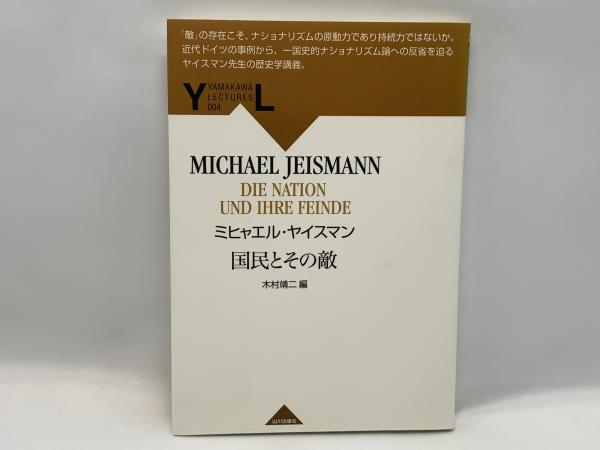 「敵」の存在こそ、ナショナリズムの原動力であり持続力ではないか。
近代ドイツの事例から、一国史的ナショナリズム論への反省を迫る
ヤイスマン先生の歴史学講義。
YAMAKAWA
Y LECTURES L
004
MICHAEL JEISMANN
DIE NATION
UND IHRE FEINDE
ミヒャエル・ヤイスマン
国民とその敵
木村靖二 編
山川出版社